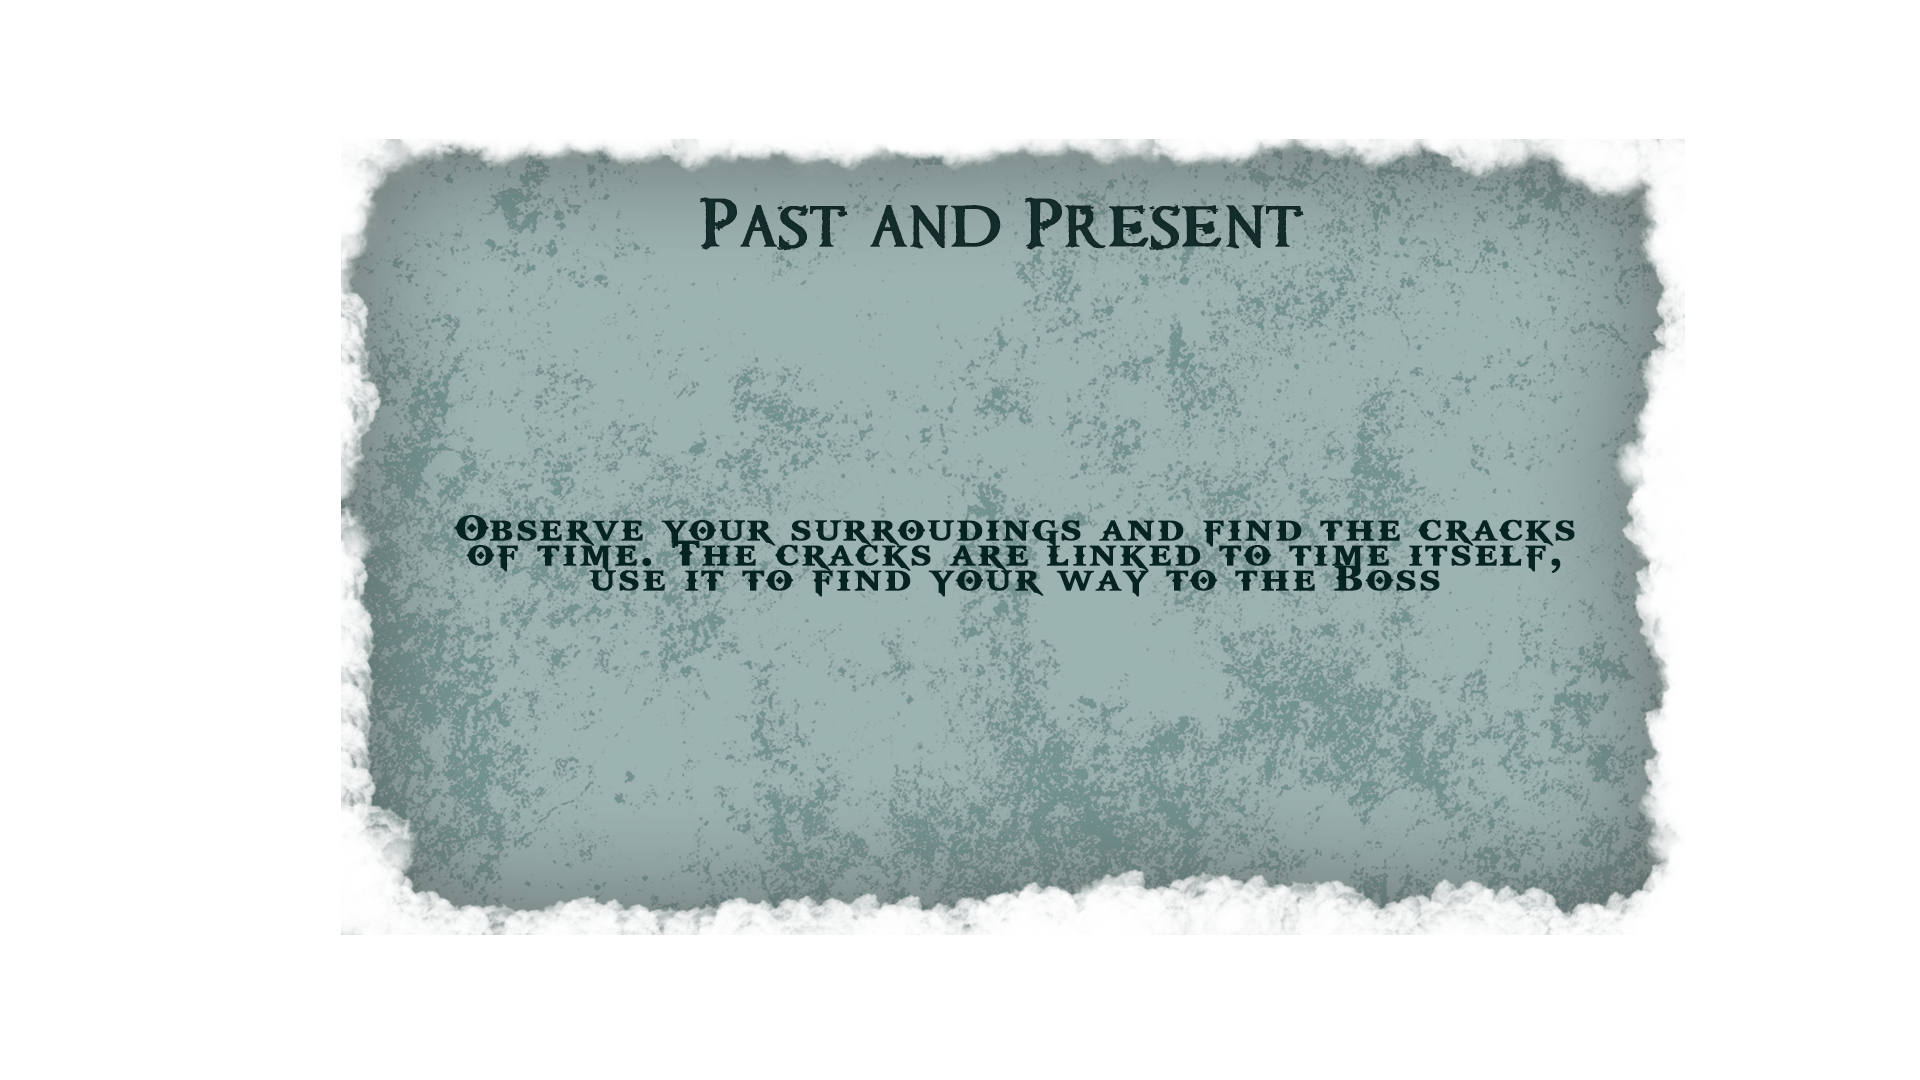 Past and Present
Observe your surroudings and find the cracks
of time. The cracks are linked to time itself,
use it to find your way to the Boss